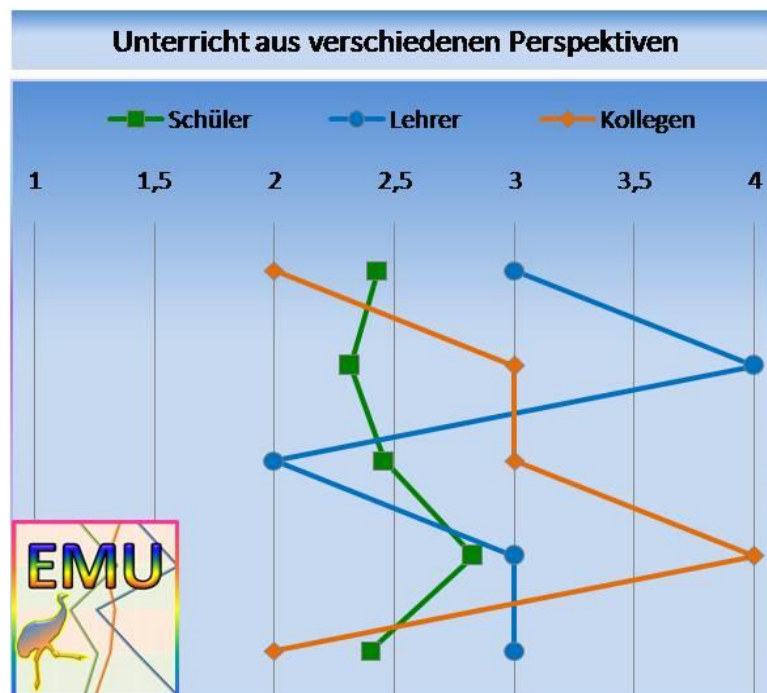 Unterricht aus verschiedenen Perspektiven
Schüler Lehrer Kollegen
1 1,5 2 2,5 3 3,5 4
EMU